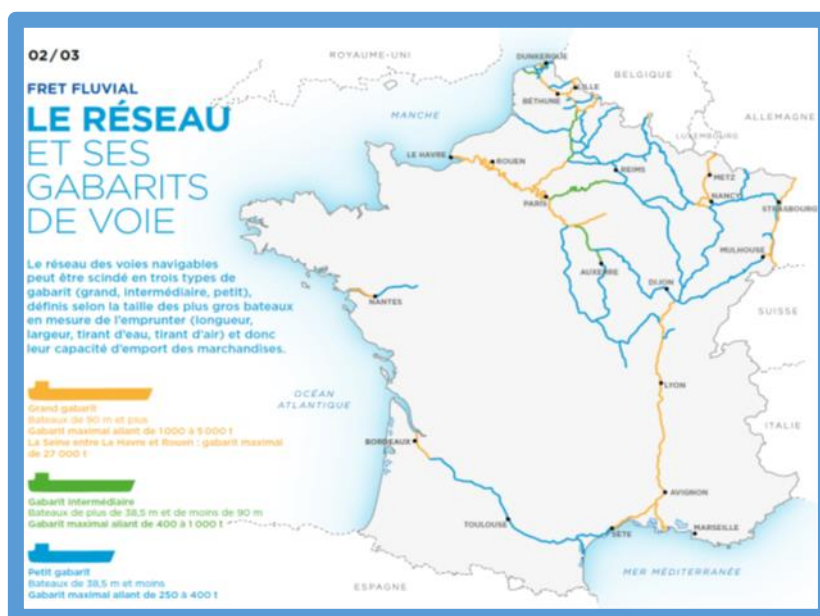 02/03
FRET FLUVIAL
LE RÉSEAU
ET SES
GABARITS
DE VOIE
Le réseau des voies navigables
peut être scindé en trois types de
gabarit (grand, intermédiaire, petit),
définis selon la taille des plus gros bateaux
en mesure de l'emprunter (longueur,
largeur, tirant d'eau, tirant d'air) et donc
leur capacité d'emport des marchandises.
Grand gabarit
Bateaux de 90 m et plus
Gabarit maximal allant de 1 000 à 5 000 t
La Seine entre Le Havre et Rouen : gabarit maximal
de 27 000 t
Gabarit intermédiaire
Bateaux de plus de 38,5 m et de moins de 90 m
Gabarit maximal allant de 400 à 1 000 t
Petit gabarit
Bateaux de 38,5 m et moins
Gabarit maximal allant de 250 à 400 t
ROYAUME-UNI
DUNKERQUE
BELGIQUE
LILLE
BÉTHUNE
MANCHE
ALLEMAGNE
LUXEMBOURG
LE HAVRE
ROUEN
REIMS
METZ
PARIS
NANCY
STRASBOURG
MULHOUSE
AUXERRE
DIJON
NANTES
SUISSE
OCÉAN
ATLANTIQUE
LYON
ITALIE
BORDEAUX
AVIGNON
TOULOUSE
SÈTE
MARSEILLE
MER MÉDITERRANÉE
ESPAGNE